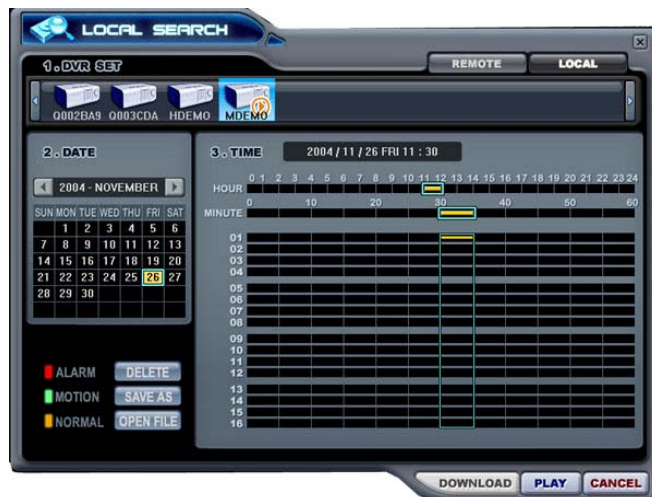 LOCAL SEARCH
1. DVR SET
REMOTE LOCAL
Q002BA9 Q003CDA HDEMO MDEMO
2. DATE
2004 - NOVEMBER
SUN MON TUE WED THU FRI SAT
1 2 3 4 5 6
7 8 9 10 11 12 13
14 15 16 17 18 19 20
21 22 23 24 25 26 27
28 29 30
ALARM DELETE
MOTION SAVE AS
NORMAL OPEN FILE
3. TIME 2004 / 11 / 26 FRI 11 : 30
0 1 2 3 4 5 6 7 8 9 10 11 12 13 14 15 16 17 18 19 20 21 22 23 24
HOUR
0 10 20 30 40 50 60
MINUTE
01
02
03
04
05
06
07
08
09
10
11
12
13
14
15
16
DOWNLOAD PLAY CANCEL